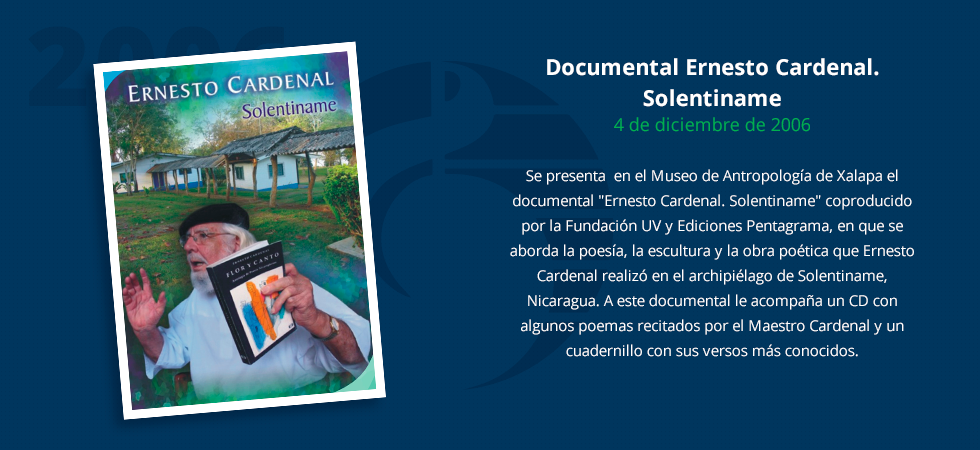 2006
ERNESTO CARDENAL
Solentiname
FLOR Y CANTO
Documental Ernesto Cardenal.
Solentiname
4 de diciembre de 2006
Se presenta en el Museo de Antropología de Xalapa el
documental "Ernesto Cardenal. Solentiname" coproducido
por la Fundación UV y Ediciones Pentagrama, en que se
aborda la poesía, la escultura y la obra poética que Ernesto
Cardenal realizó en el archipiélago de Solentiname,
Nicaragua. A este documental le acompaña un CD con
algunos poemas recitados por el Maestro Cardenal y un
cuadernillo con sus versos más conocidos.